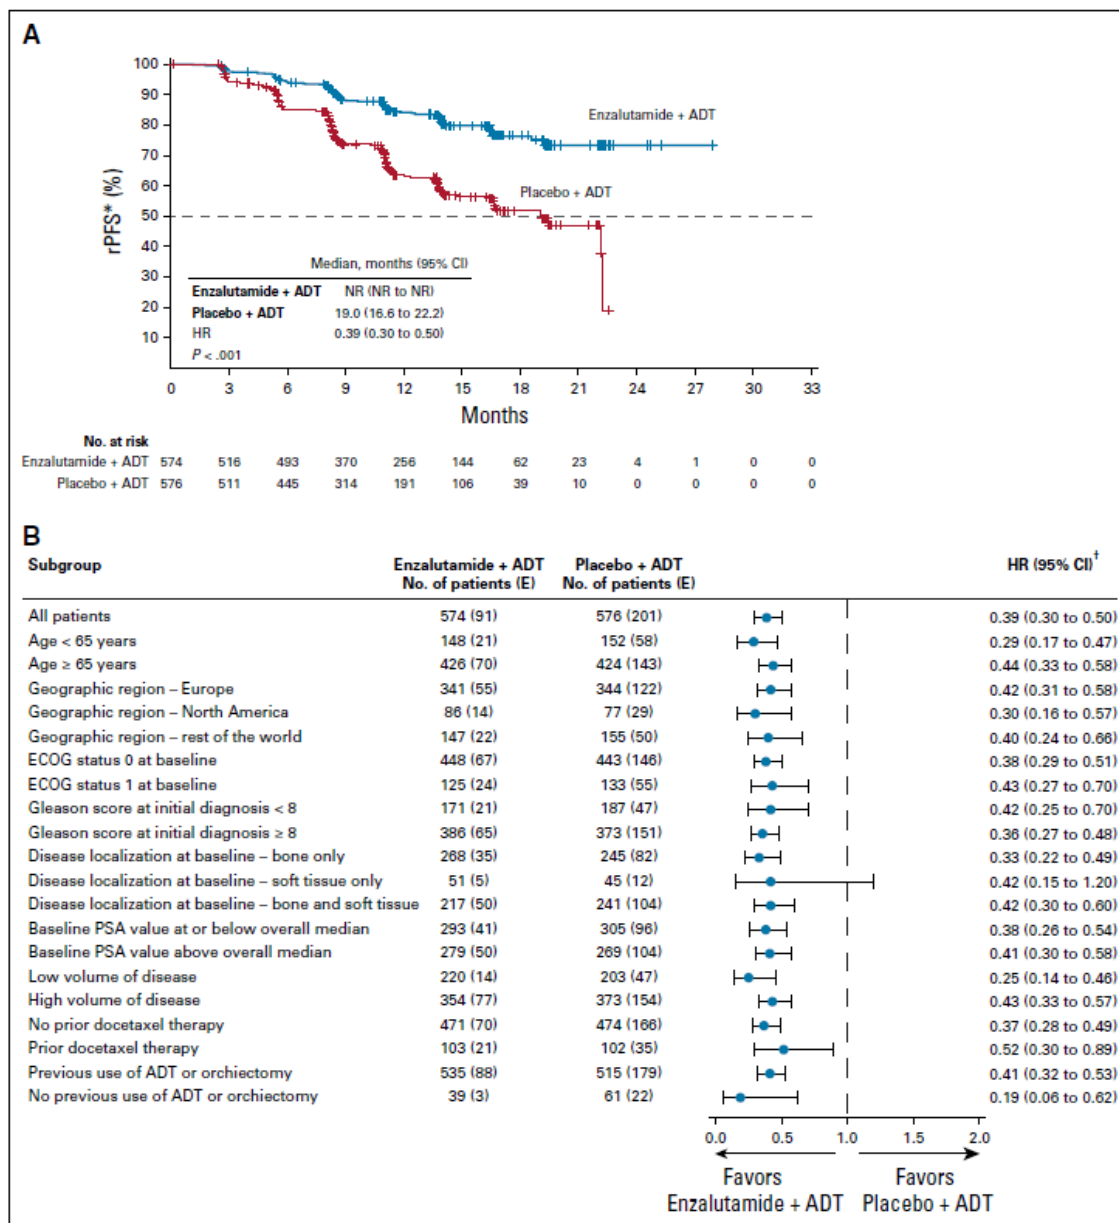 A
100
90
80
70
60
50
40
30
20
10
rPFS* (%)
Enzalutamide + ADT
Placebo + ADT
Median, months (95% CI)
Enzalutamide + ADT NR (NR to NR)
Placebo + ADT 19.0 (16.6 to 22.2)
HR 0.39 (0.30 to 0.50)
P < .001
0 3 6 9 12 15 18 21 24 27 30 33
Months
No. at risk
Enzalutamide + ADT 574 516 493 370 256 144 62 23 4 1 0 0
Placebo + ADT 576 511 445 314 191 106 39 10 0 0 0 0
B
Subgroup Enzalutamide + ADT Placebo + ADT HR (95% CI)†
No. of patients (E) No. of patients (E)
All patients 574 (91) 576 (201) 0.39 (0.30 to 0.50)
Age < 65 years 148 (21) 152 (58) 0.29 (0.17 to 0.47)
Age ≥ 65 years 426 (70) 424 (143) 0.44 (0.33 to 0.58)
Geographic region – Europe 341 (55) 344 (122) 0.42 (0.31 to 0.58)
Geographic region – North America 86 (14) 77 (29) 0.30 (0.16 to 0.57)
Geographic region – rest of the world 147 (22) 155 (50) 0.40 (0.24 to 0.66)
ECOG status 0 at baseline 448 (67) 443 (146) 0.38 (0.29 to 0.51)
ECOG status 1 at baseline 125 (24) 133 (55) 0.43 (0.27 to 0.70)
Gleason score at initial diagnosis < 8 171 (21) 187 (47) 0.42 (0.25 to 0.70)
Gleason score at initial diagnosis ≥ 8 386 (65) 373 (151) 0.36 (0.27 to 0.48)
Disease localization at baseline – bone only 268 (35) 245 (82) 0.33 (0.22 to 0.49)
Disease localization at baseline – soft tissue only 51 (5) 45 (12) 0.42 (0.15 to 1.20)
Disease localization at baseline – bone and soft tissue 217 (50) 241 (104) 0.42 (0.30 to 0.60)
Baseline PSA value at or below overall median 293 (41) 305 (96) 0.38 (0.26 to 0.54)
Baseline PSA value above overall median 279 (50) 269 (104) 0.41 (0.30 to 0.58)
Low volume of disease 220 (14) 203 (47) 0.25 (0.14 to 0.46)
High volume of disease 354 (77) 373 (154) 0.43 (0.33 to 0.57)
No prior docetaxel therapy 471 (70) 474 (166) 0.37 (0.28 to 0.49)
Prior docetaxel therapy 103 (21) 102 (35) 0.52 (0.30 to 0.89)
Previous use of ADT or orchiectomy 535 (88) 515 (179) 0.41 (0.32 to 0.53)
No previous use of ADT or orchiectomy 39 (3) 61 (22) 0.19 (0.06 to 0.62)
0.0 0.5 1.0 1.5 2.0
Favors Favors
Enzalutamide + ADT Placebo + ADT